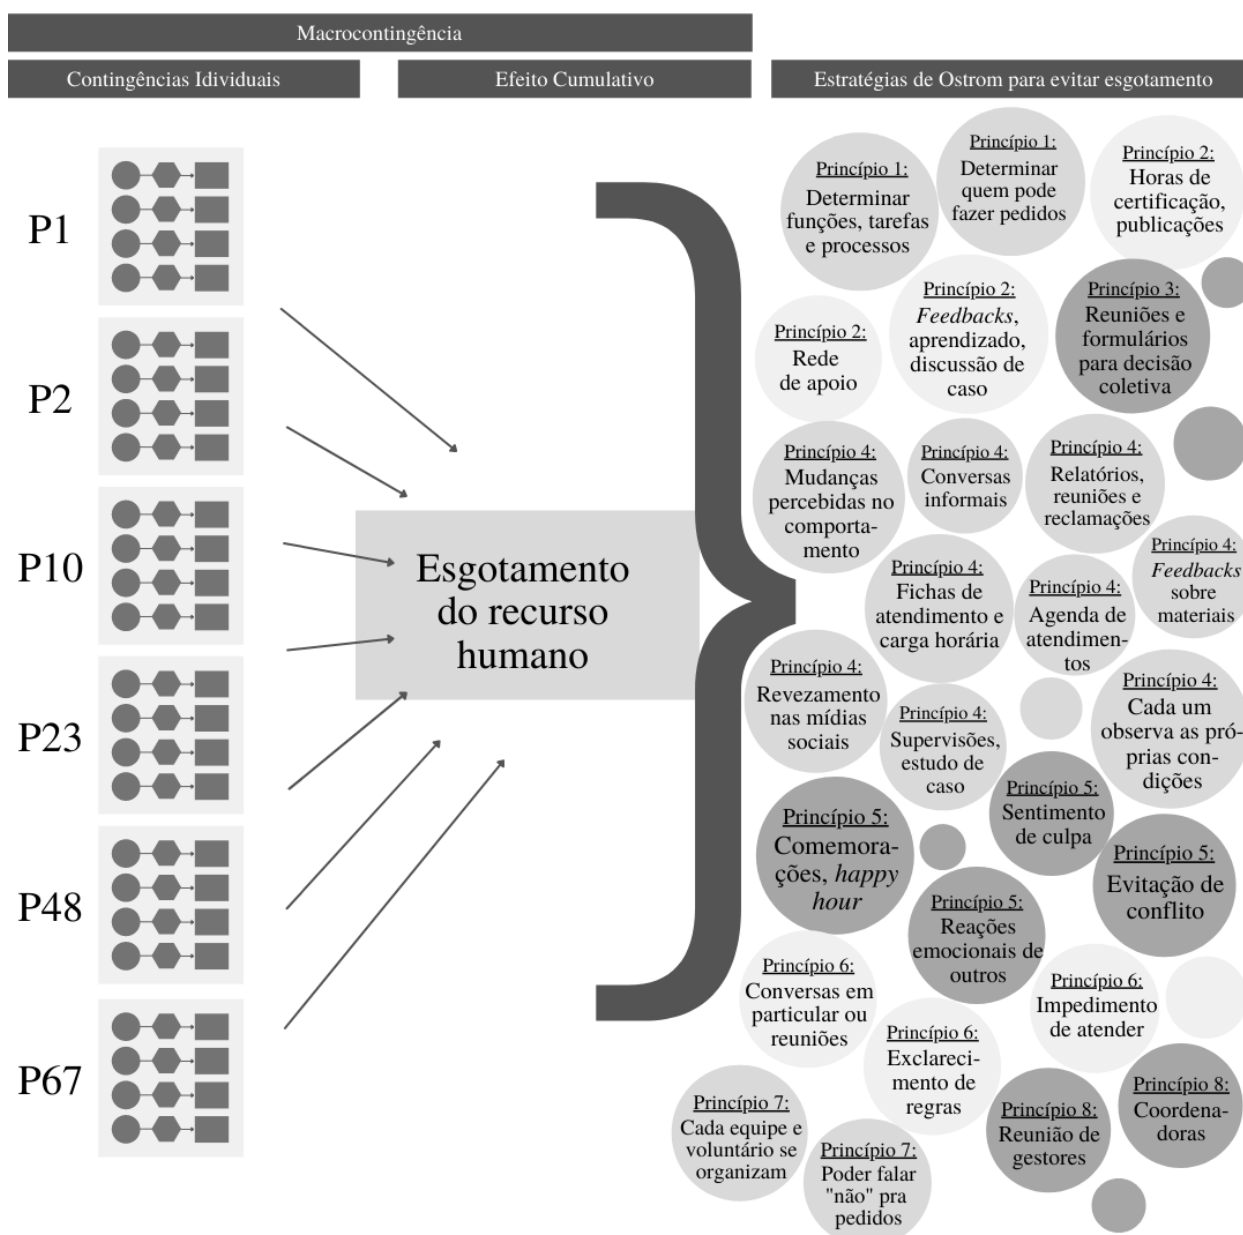 Macrocontingência
Contingências Idividuais
Efeito Cumulativo
Estratégias de Ostrom para evitar esgotamento
P1
P2
P10
P23
P48
P67
Esgotamento
do recurso
humano
Princípio 1:
Determinar
funções, tarefas
e processos
Princípio 1:
Determinar
quem pode
fazer pedidos
Princípio 2:
Horas de
certificação,
publicações
Princípio 2:
Rede
de apoio
Princípio 2:
Feedbacks,
aprendizado,
discussão de
caso
Princípio 3:
Reuniões e
formulários
para decisão
coletiva
Princípio 4:
Mudanças
percebidas no
comporta-
mento
Princípio 4:
Conversas
informais
Princípio 4:
Relatórios,
reuniões e
reclamações
Princípio 4:
Fichas de
atendimento e
carga horária
Princípio 4:
Agenda de
atendimen-
tos
Princípio 4:
Feedbacks
sobre
materiais
Princípio 4:
Revezamento
nas mídias
sociais
Princípio 4:
Supervisões,
estudo de
caso
Princípio 4:
Cada um
observa as pró-
prias con-
dições
Princípio 5:
Comemora-
ções, happy
hour
Princípio 5:
Sentimento
de culpa
Princípio 5:
Evitação de
conflito
Princípio 5:
Reações
emocionais de
outros
Princípio 6:
Conversas em
particular ou
reuniões
Princípio 6:
Exclareci-
mento de
regras
Princípio 6:
Impedimento
de atender
Princípio 7:
Cada equipe e
voluntário se
organizam
Princípio 7:
Poder falar
"não" pra
pedidos
Princípio 8:
Reunião de
gestores
Princípio 8:
Coordena-
doras